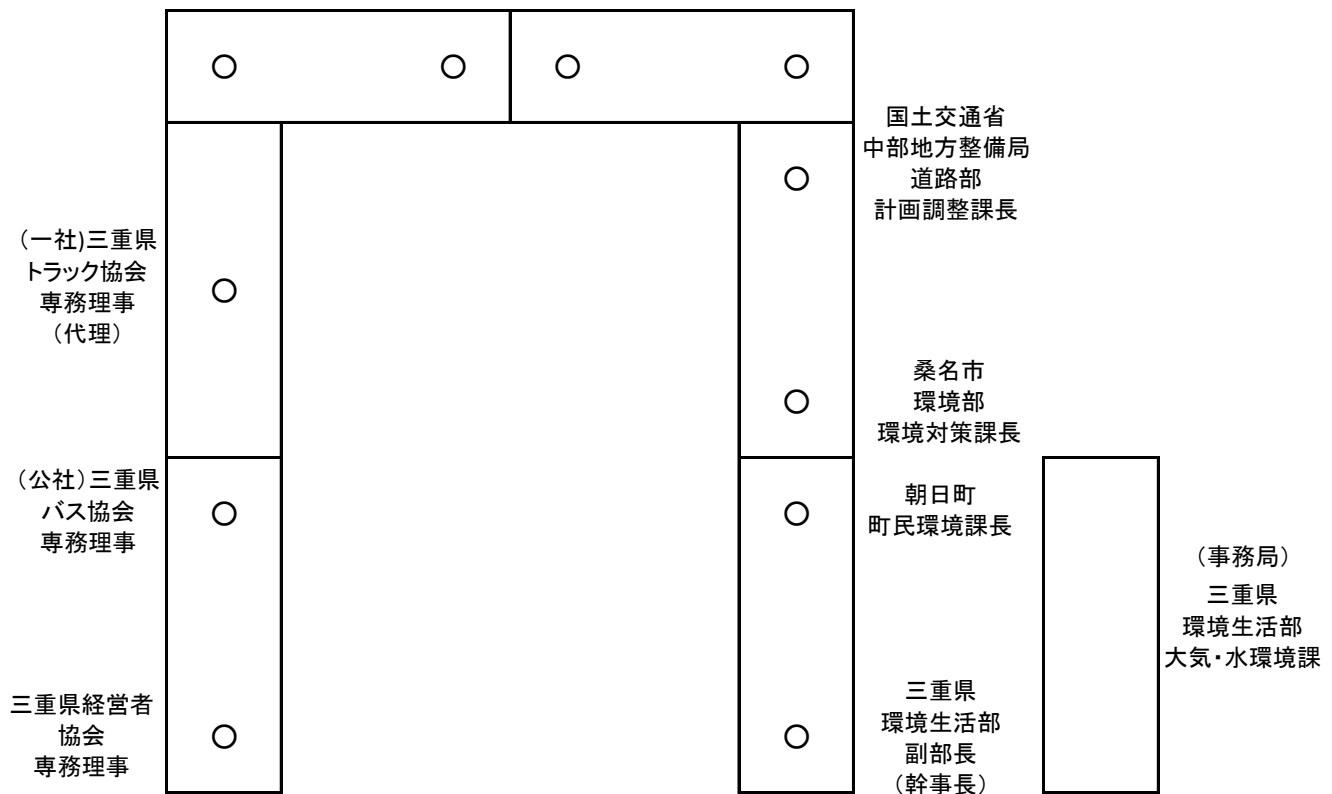 国土交通省
中部地方整備局
道路部
計画調整課長
（一社)三重県
トラック協会
専務理事
（代理）
桑名市
環境部
環境対策課長
（公社）三重県
バス協会
専務理事
朝日町
町民環境課長
（事務局）
三重県
環境生活部
大気・水環境課
三重県経営者
協会
専務理事
三重県
環境生活部
副部長
（幹事長）